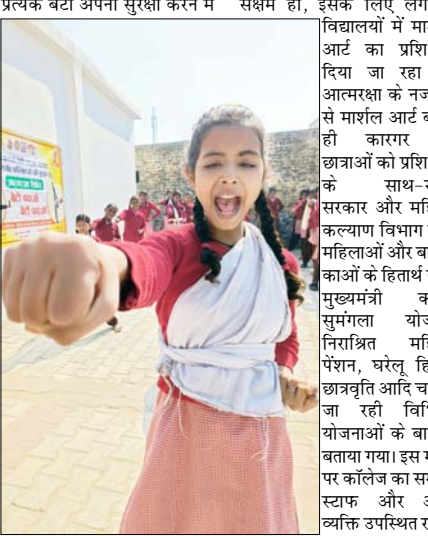 प्रत्येक बेटी अपनी सुरक्षा करने में सक्षम हो, इसके लिए लग
विद्यालयों में मा
आर्ट का प्रशि
दिया जा रहा
आत्मरक्षा के नज
से मार्शल आर्ट ब
ही कारगर
छात्राओं को प्रशि
के साथ-स
सरकार और महि
कल्याण विभाग
महिलाओं और बा
काओं के हितार्थ
मुख्यमंत्री क
सुमंगला योज
निराश्रित महि
पेंशन, घरेलू हि
छात्रवृति आदि च
जा रही विभि
योजनाओं के बा
बताया गया। इस म
पर कॉलेज का सम
स्टाफ और अ
व्यक्ति उपस्थित र